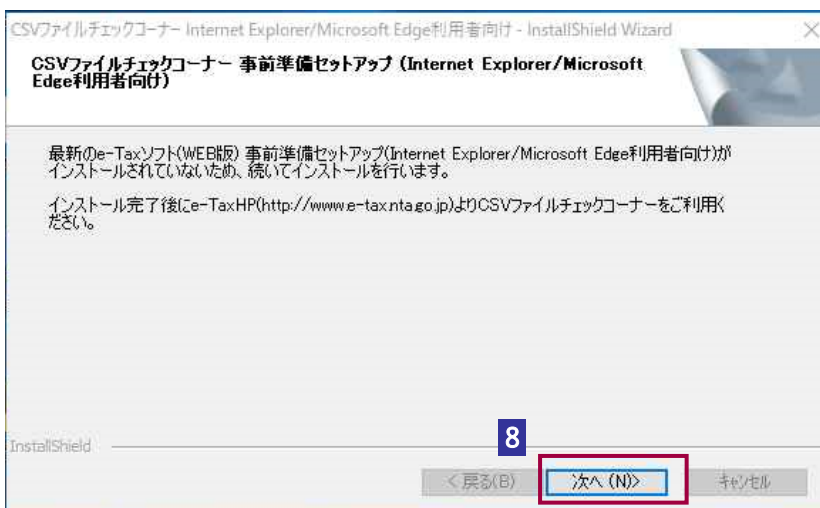 CSVファイルチェックコーナー Internet Explorer/Microsoft Edge利用者向け - InstallShield Wizard
CSVファイルチェックコーナー 事前準備セットアップ (Internet Explorer/Microsoft
Edge利用者向け)
最新のe-Taxソフト(WEB版) 事前準備セットアップ(Internet Explorer/Microsoft Edge利用者向け)が
インストールされていないため、続いてインストールを行います。
インストール完了後にe-TaxHP(http://www.e-tax.nta.go.jp)よりCSVファイルチェックコーナーをご利用く
ださい。
InstallShield
8
< 戻る(B)
次へ (N)>
キャンセル